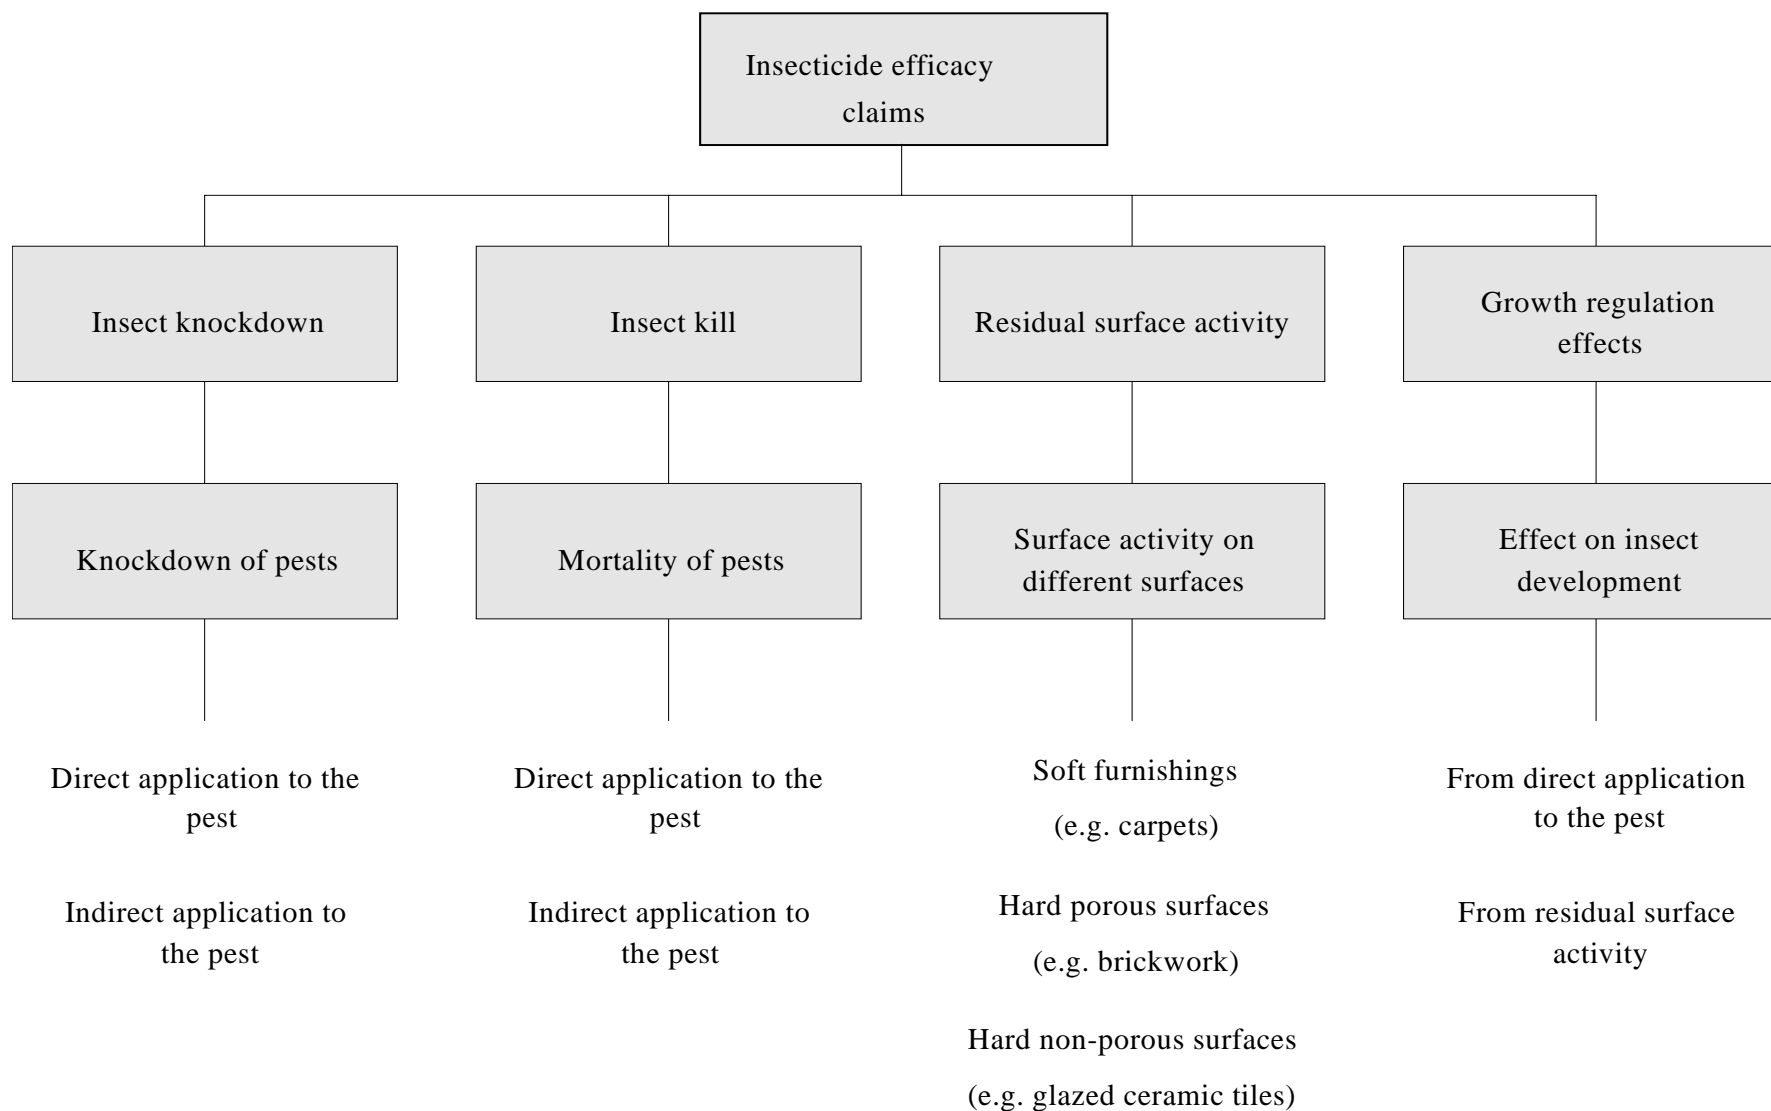 Insecticide efficacy
claims
Insect knockdown
Insect kill
Residual surface activity
Growth regulation
effects
Knockdown of pests
Mortality of pests
Surface activity on
different surfaces
Effect on insect
development
Direct application to the
pest
Indirect application to
the pest
Direct application to the
pest
Indirect application to
the pest
Soft furnishings
(e.g. carpets)
Hard porous surfaces
(e.g. brickwork)
Hard non-porous surfaces
(e.g. glazed ceramic tiles)
From direct application
to the pest
From residual surface
activity